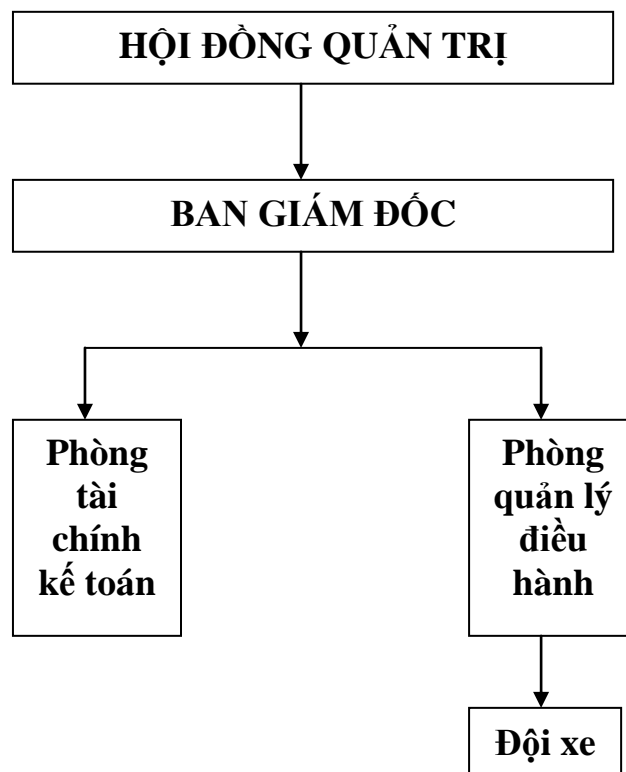 HỘI ĐỒNG QUẢN TRỊ
BAN GIÁM ĐỐC
Phòng
tài
chính
kế toán
Phòng
quản lý
điều
hành
Đội xe